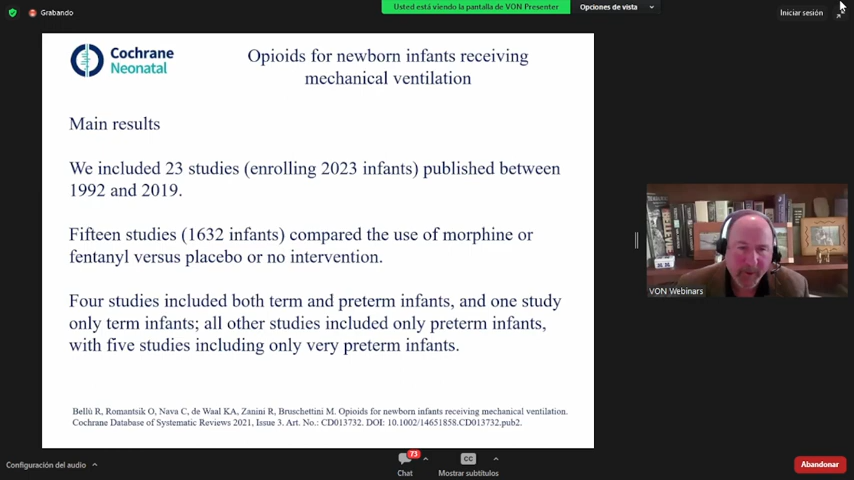 Grabando
Usted está viendo la pantalla de VON Presenter
Opciones de vista
Iniciar sesión
Cochrane
Neonatal
Opioids for newborn infants receiving
mechanical ventilation
Main results
We included 23 studies (enrolling 2023 infants) published between
1992 and 2019.
Fifteen studies (1632 infants) compared the use of morphine or
fentanyl versus placebo or no intervention.
Four studies included both term and preterm infants, and one study
only term infants; all other studies included only preterm infants,
with five studies including only very preterm infants.
Bellù R, Romantsik O, Nava C, de Waal KA, Zanini R, Bruschettini M. Opioids for newborn infants receiving mechanical ventilation.
Cochrane Database of Systematic Reviews 2021, Issue 3. Art. No.: CD013732. DOI: 10.1002/14651858.CD013732.pub2.
VON Webinars
Configuración del audio
73
Chat
CC
Mostrar subtítulos
Abandonar